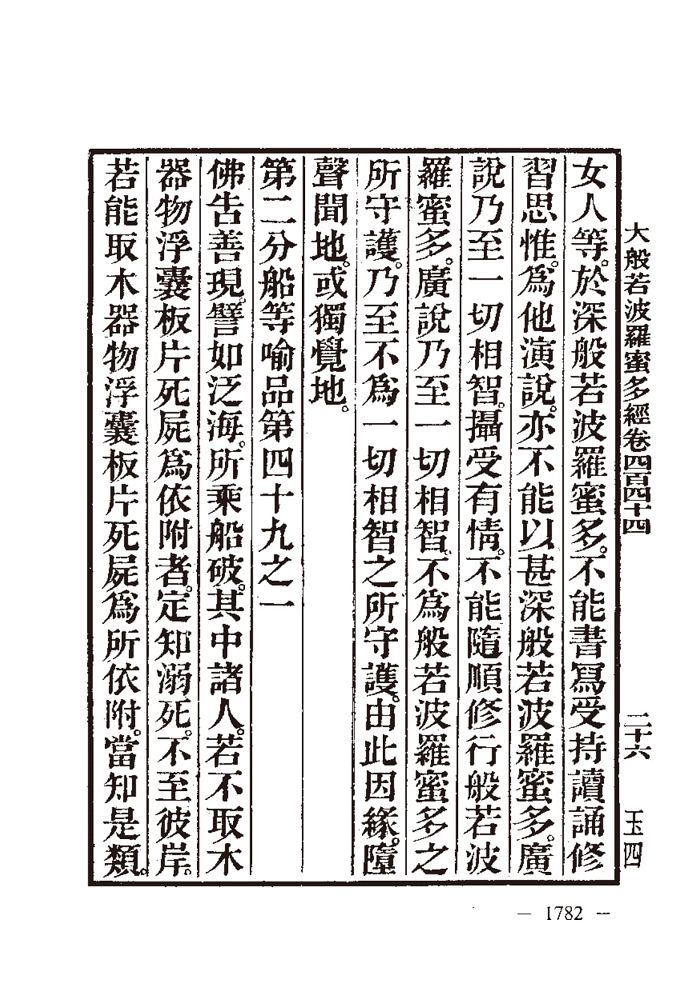 大般若波羅蜜多經卷四百四十四
二十六
玉四
女人等。於深般若波羅蜜多。不能書寫受持讀誦修
習思惟。爲他演說。亦不能以甚深般若波羅蜜多。廣
說乃至一切相智。攝受有情。不能隨順修行般若波
羅蜜多。廣說乃至一切相智。不爲般若波羅蜜多之
所守護。乃至不爲一切相智之所守護。由此因緣。墮
聲聞地。或獨覺地。
第二分船等喻品第四十九之一
佛告善現。譬如泛海。所乘船破。其中諸人。若不取木
器物浮囊板片死屍爲依附者。定知溺死。不至彼岸。
若能取木器物浮囊板片死屍爲所依附。當知是類。
— 1782 —